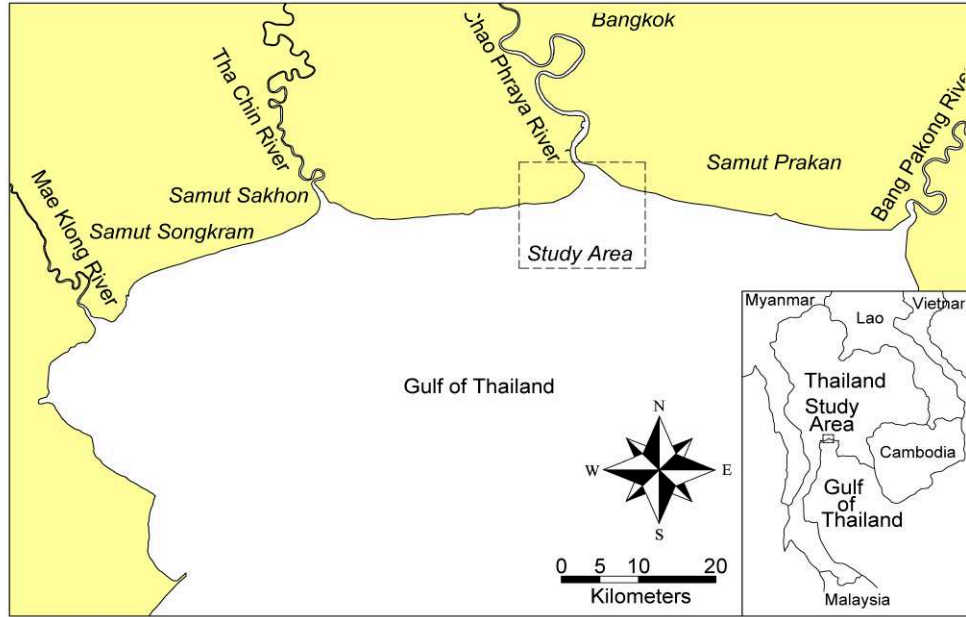 Bangkok
Chao Phraya River
Tha Chin River
Bang Pakong River
Samut Prakan
Mae Klong River
Samut Sakhon
Samut Songkram
Study Area
Gulf of Thailand
N
W
E
S
0 5 10 20
Kilometers
Myanmar
Vietnar
Lao
Thailand
Study
Area
Cambodia
Gulf
of
Thailand
Malaysia